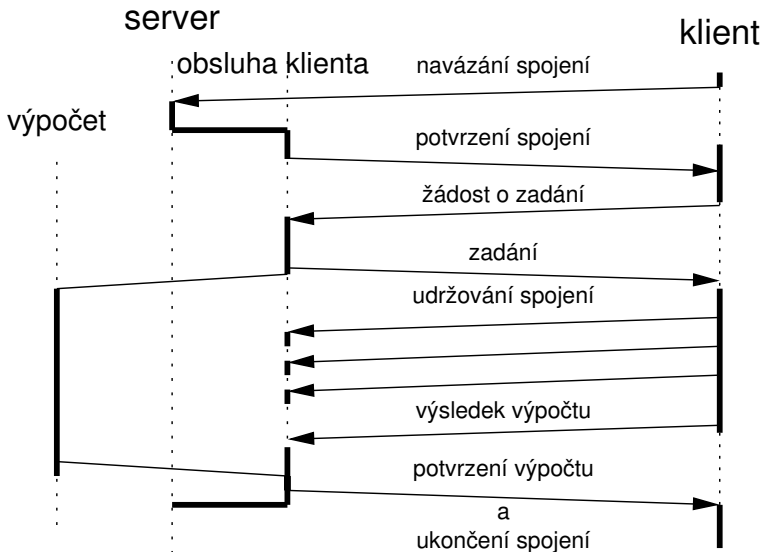 server
klient
obsluha klienta
navázání spojení
výpočet
potvrzení spojení
žádost o zadání
zadání
udržování spojení
výsledek výpočtu
potvrzení výpočtu
a
ukončení spojení